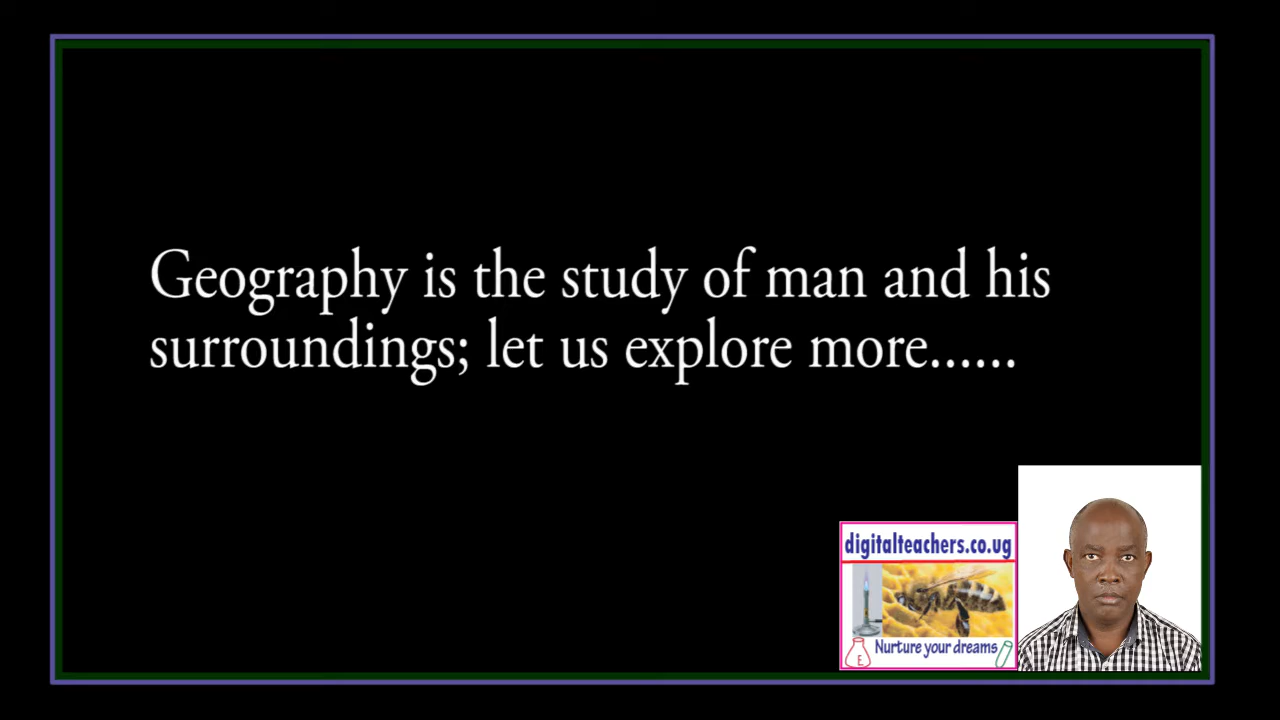 Geography is the study of man and his
surroundings; let us explore more......
digitalteachers.co.ug
E
Nurture your dreams